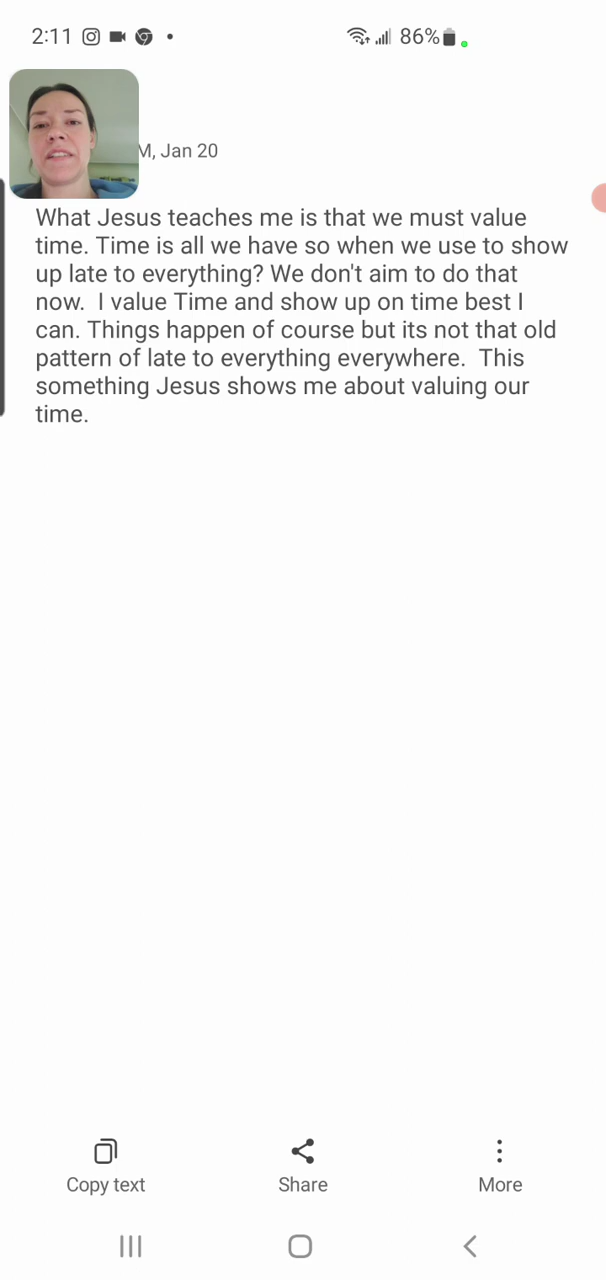 2:11 86%
M, Jan 20
What Jesus teaches me is that we must value
time. Time is all we have so when we use to show
up late to everything? We don't aim to do that
now.  I value Time and show up on time best I
can. Things happen of course but its not that old
pattern of late to everything everywhere.  This
something Jesus shows me about valuing our
time.
Copy text Share More